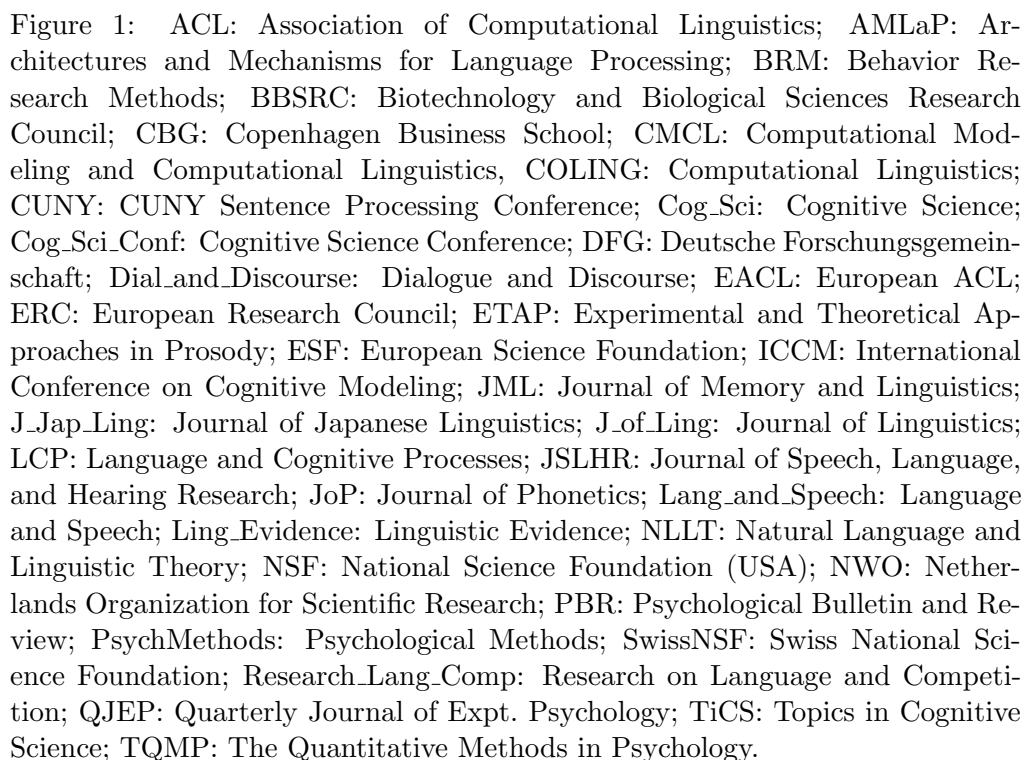 Figure 1: ACL: Association of Computational Linguistics; AMLaP: Ar-
chitectures and Mechanisms for Language Processing; BRM: Behavior Re-
search Methods; BBSRC: Biotechnology and Biological Sciences Research
Council; CBG: Copenhagen Business School; CMCL: Computational Mod-
eling and Computational Linguistics, COLING: Computational Linguistics;
CUNY: CUNY Sentence Processing Conference; Cog_Sci: Cognitive Science;
Cog_Sci_Conf: Cognitive Science Conference; DFG: Deutsche Forschungsgemein-
schaft; Dial_and_Discourse: Dialogue and Discourse; EACL: European ACL;
ERC: European Research Council; ETAP: Experimental and Theoretical Ap-
proaches in Prosody; ESF: European Science Foundation; ICCM: International
Conference on Cognitive Modeling; JML: Journal of Memory and Linguistics;
J_Jap_Ling: Journal of Japanese Linguistics; J_of_Ling: Journal of Linguistics;
LCP: Language and Cognitive Processes; JSLHR: Journal of Speech, Language,
and Hearing Research; JoP: Journal of Phonetics; Lang_and_Speech: Language
and Speech; Ling_Evidence: Linguistic Evidence; NLLT: Natural Language and
Linguistic Theory; NSF: National Science Foundation (USA); NWO: Nether-
lands Organization for Scientific Research; PBR: Psychological Bulletin and Re-
view; PsychMethods: Psychological Methods; SwissNSF: Swiss National Sci-
ence Foundation; Research_Lang_Comp: Research on Language and Competi-
tion; QJEP: Quarterly Journal of Expt. Psychology; TiCS: Topics in Cognitive
Science; TQMP: The Quantitative Methods in Psychology.